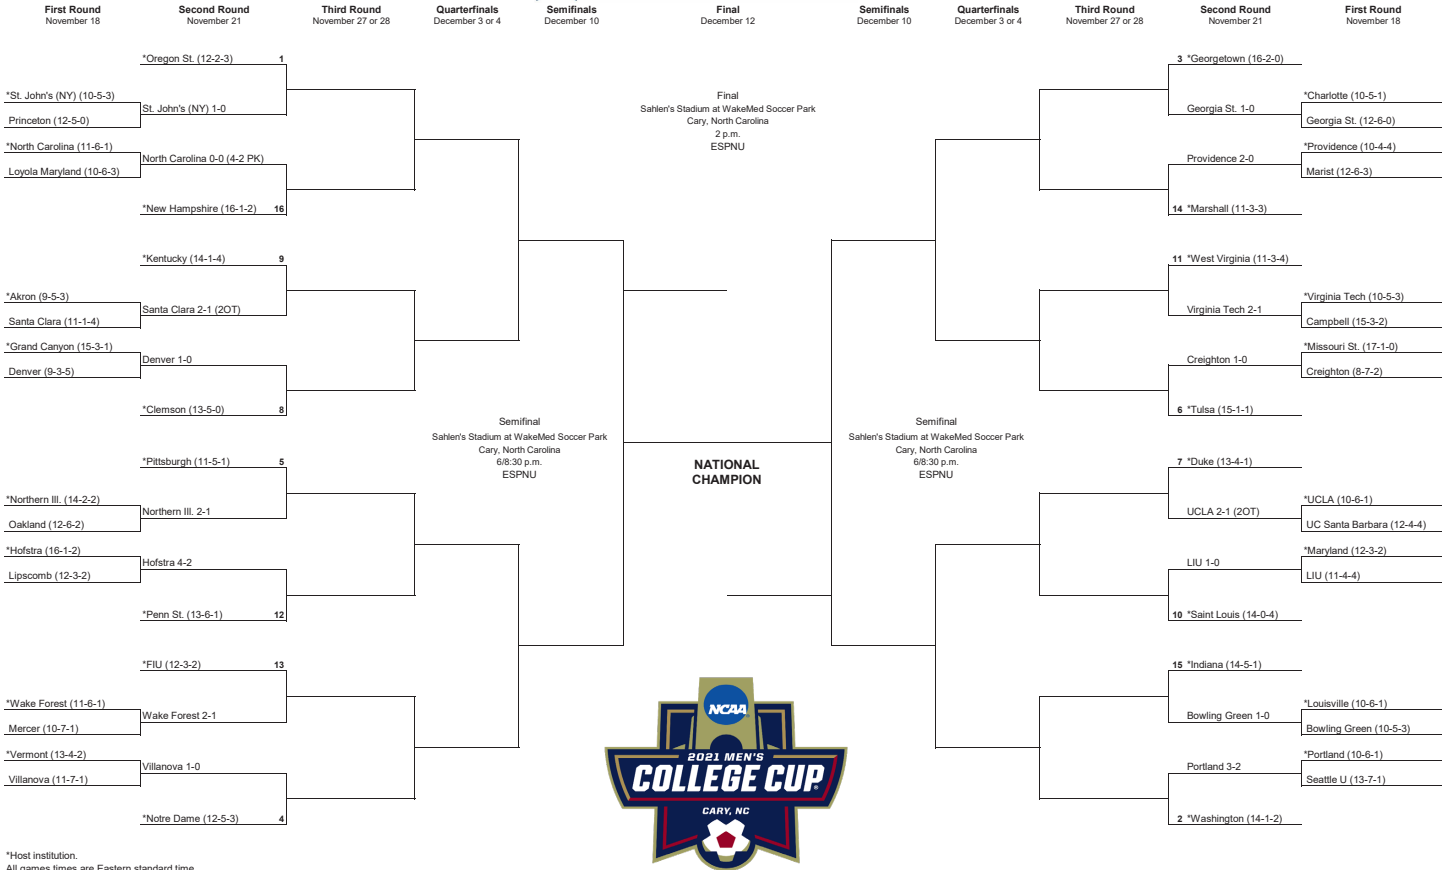 First Round
November 18
Second Round
November 21
Third Round
November 27 or 28
Quarterfinals
December 3 or 4
Semifinals
December 10
Final
December 12
Semifinals
December 10
Quarterfinals
December 3 or 4
Third Round
November 27 or 28
Second Round
November 21
First Round
November 18
*Oregon St. (12-2-3) 1
*St. John's (NY) (10-5-3)
St. John's (NY) 1-0
Princeton (12-5-0)
*North Carolina (11-6-1)
North Carolina 0-0 (4-2 PK)
Loyola Maryland (10-6-3)
*New Hampshire (16-1-2) 16
*Kentucky (14-1-4) 9
*Akron (9-5-3)
Santa Clara 2-1 (2OT)
Santa Clara (11-1-4)
*Grand Canyon (15-3-1)
Denver 1-0
Denver (9-3-5)
*Clemson (13-5-0) 8
*Pittsburgh (11-5-1) 5
*Northern Ill. (14-2-2)
Northern Ill. 2-1
Oakland (12-6-2)
*Hofstra (16-1-2)
Hofstra 4-2
Lipscomb (12-3-2)
*Penn St. (13-6-1) 12
*FIU (12-3-2) 13
*Wake Forest (11-6-1)
Wake Forest 2-1
Mercer (10-7-1)
*Vermont (13-4-2)
Villanova 1-0
Villanova (11-7-1)
*Notre Dame (12-5-3) 4
Final
Sahlen's Stadium at WakeMed Soccer Park
Cary, North Carolina
2 p.m.
ESPNU
Semifinal
Sahlen's Stadium at WakeMed Soccer Park
Cary, North Carolina
6/8:30 p.m.
ESPNU
NATIONAL
CHAMPION
Semifinal
Sahlen's Stadium at WakeMed Soccer Park
Cary, North Carolina
6/8:30 p.m.
ESPNU
3 *Georgetown (16-2-0)
*Charlotte (10-5-1)
Georgia St. 1-0
Georgia St. (12-6-0)
*Providence (10-4-4)
Providence 2-0
Marist (12-6-3)
14 *Marshall (11-3-3)
11 *West Virginia (11-3-4)
*Virginia Tech (10-5-3)
Virginia Tech 2-1
Campbell (15-3-2)
*Missouri St. (17-1-0)
Creighton 1-0
Creighton (8-7-2)
6 *Tulsa (15-1-1)
7 *Duke (13-4-1)
*UCLA (10-6-1)
UCLA 2-1 (2OT)
UC Santa Barbara (12-4-4)
*Maryland (12-3-2)
LIU 1-0
LIU (11-4-4)
10 *Saint Louis (14-0-4)
15 *Indiana (14-5-1)
*Louisville (10-6-1)
Bowling Green 1-0
Bowling Green (10-5-3)
*Portland (10-6-1)
Portland 3-2
Seattle U (13-7-1)
2 *Washington (14-1-2)
NCAA
2021 MEN'S
COLLEGE CUP®
CARY, NC
*Host institution.
All games times are Eastern standard time